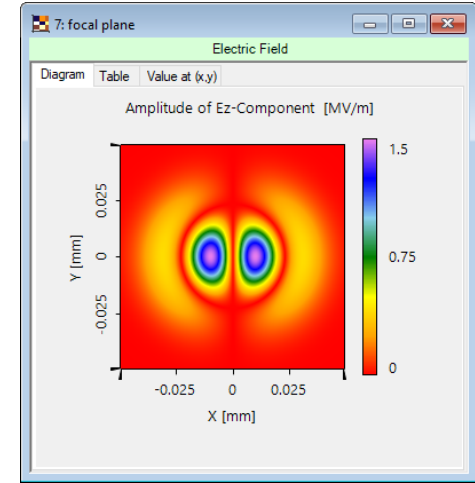 7: focal plane
Electric Field
Diagram Table Value at (x,y)
Amplitude of Ez-Component [MV/m]
1.5
0.025
0.75
0
Y [mm]
-0.025
0
-0.025 0 0.025
X [mm]